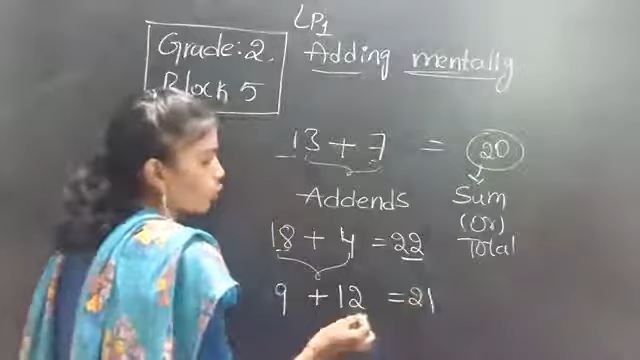 LP1
Grade: 2.
Block 5
Adding mentally
13 + 7 = 20
Addends
Sum
(Or)
Total
18 + 4 = 22
9 + 12 = 21